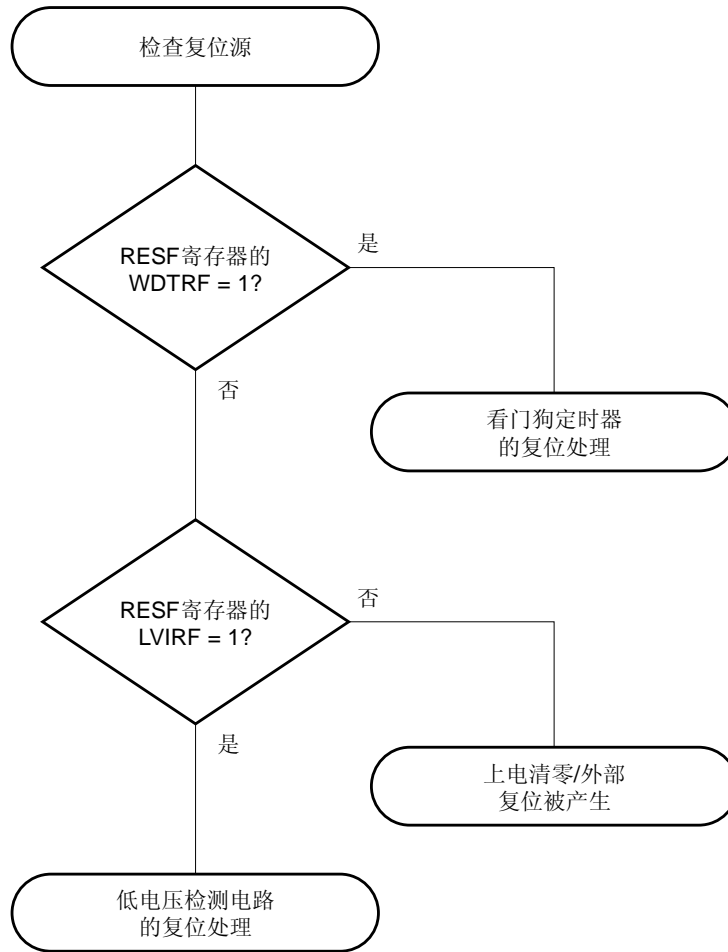 检查复位源
RESF寄存器的
WDTRF = 1?
是
否
看门狗定时器
的复位处理
RESF寄存器的
LVIRF = 1?
否
是
上电清零/外部
复位被产生
低电压检测电路
的复位处理